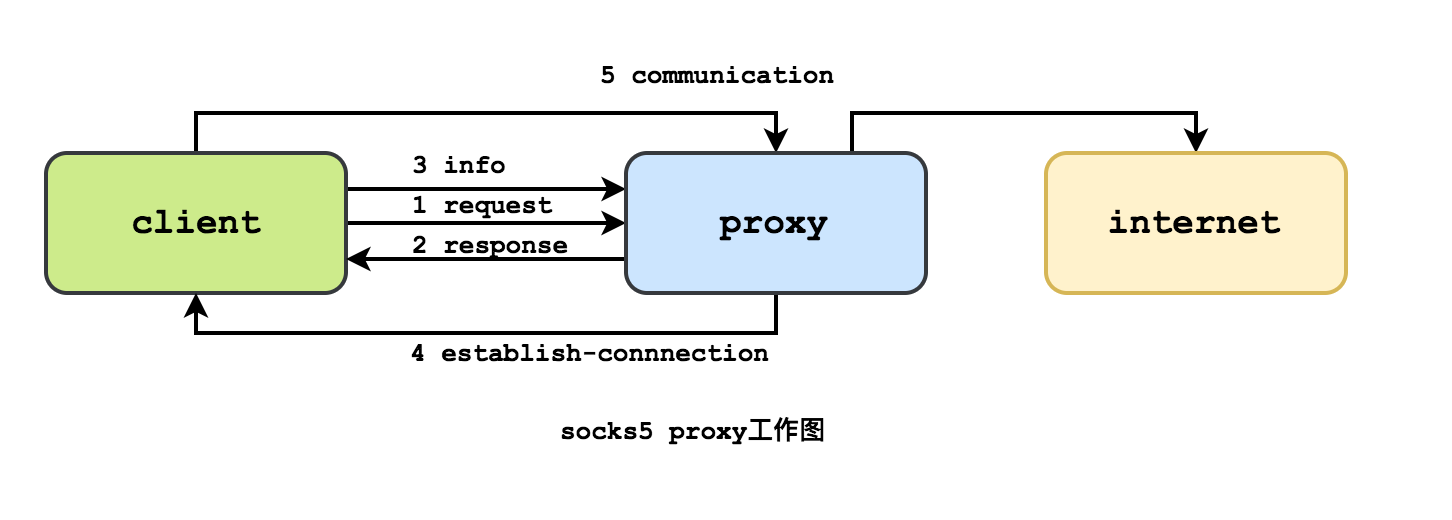 5 communication
3 info
1 request
2 response
client
proxy
internet
4 establish-connnection
socks5 proxy工作图